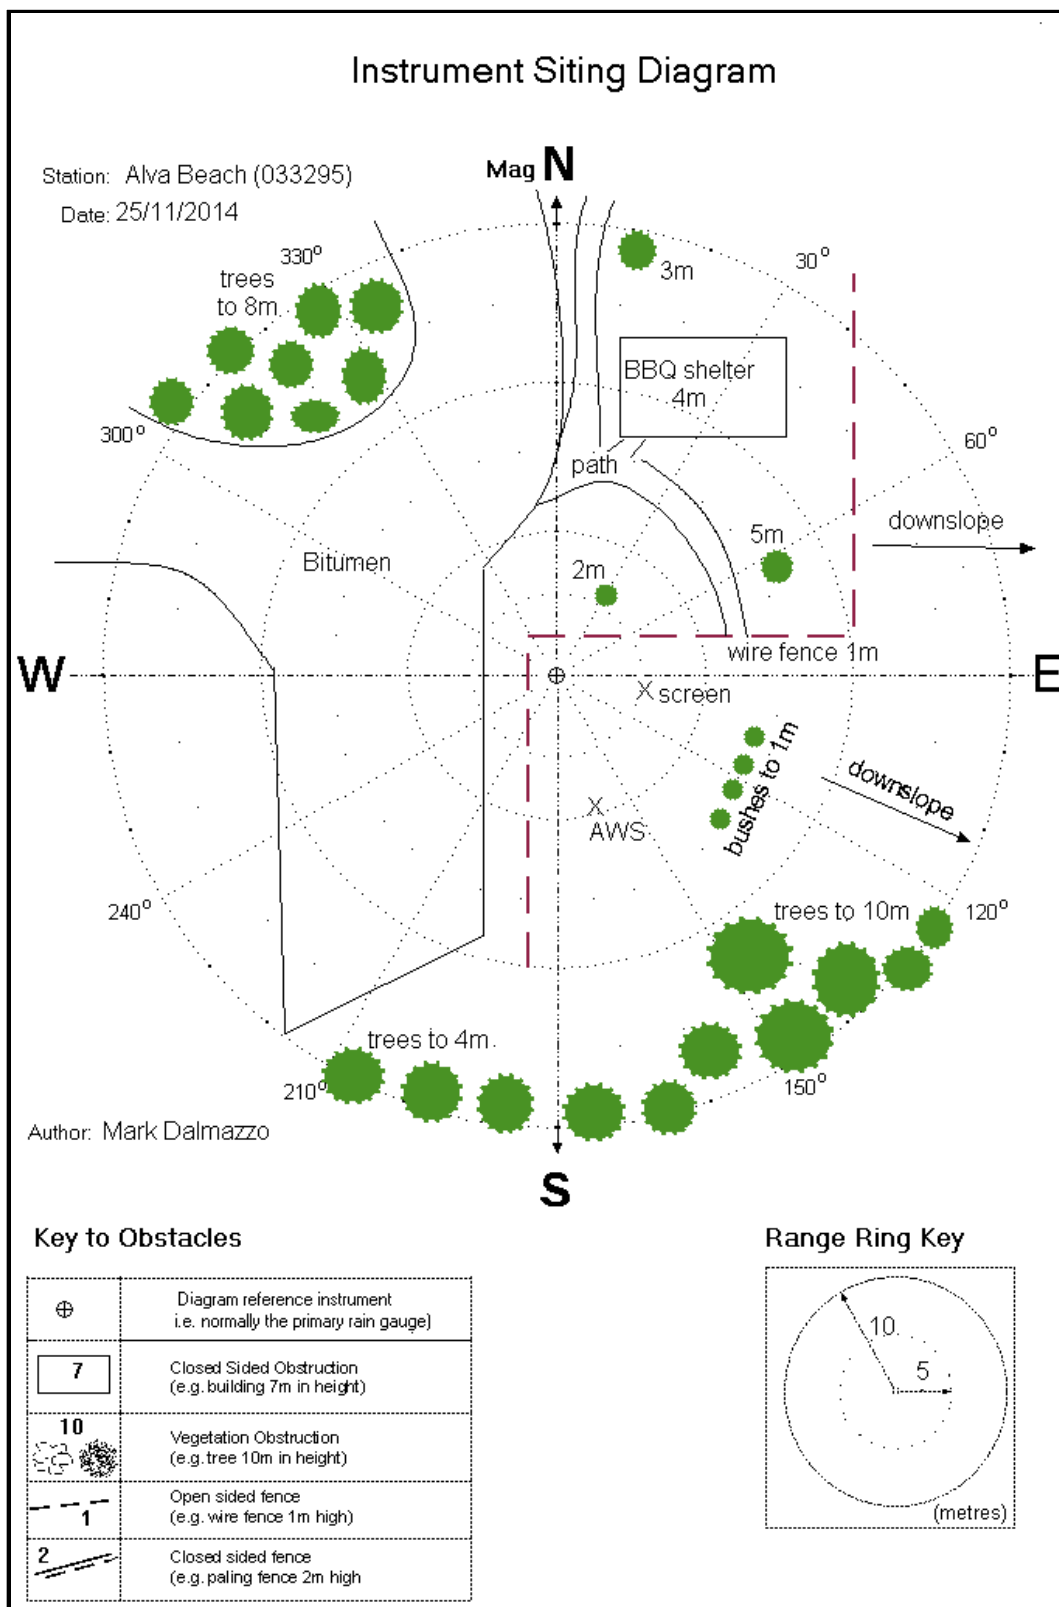 Instrument Siting Diagram
Station: Alva Beach (033295)
Date: 25/11/2014
Mag N
330°
30°
trees
to 8m
3m
BBQ shelter
4m
300°
60°
path
5m
downslope
Bitumen
2m
wire fence 1m
W
E
screen
bushes to 1m
downslope
AWS
240°
trees to 10m
120°
trees to 4m
210°
150°
Author: Mark Dalmazzo
S
Key to Obstacles
Range Ring Key
Diagram reference instrument
i.e. normally the primary rain gauge)
7
Closed Sided Obstruction
(e.g. building 7m in height)
10
Vegetation Obstruction
(e.g. tree 10m in height)
1
Open sided fence
(e.g. wire fence 1m high)
2
Closed sided fence
(e.g. paling fence 2m high
10
5
(metres)